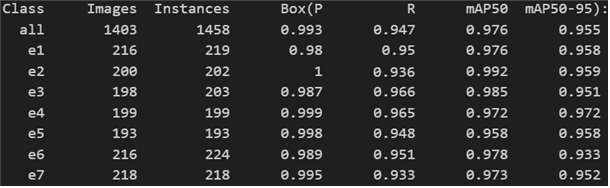 Class Images Instances Box(P R mAP50 mAP50-95):
all 1403 1458 0.993 0.947 0.976 0.955
e1 216 219 0.98 0.95 0.976 0.958
e2 200 202 1 0.936 0.992 0.959
e3 198 203 0.987 0.966 0.985 0.951
e4 199 199 0.999 0.965 0.972 0.972
e5 193 193 0.998 0.948 0.958 0.958
e6 216 224 0.989 0.951 0.978 0.933
e7 218 218 0.995 0.933 0.973 0.952